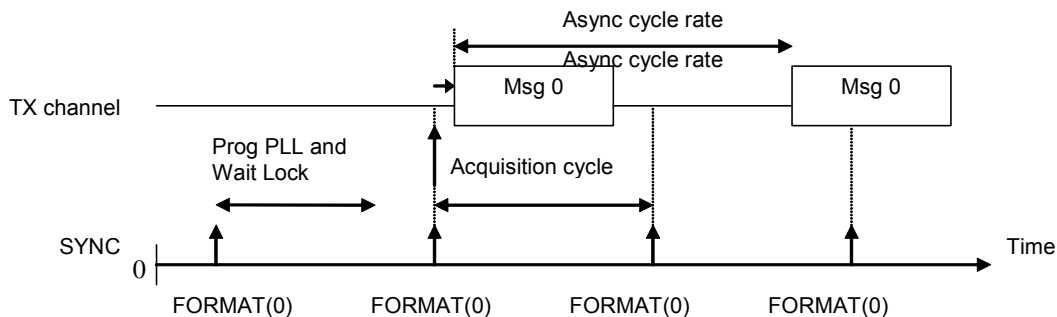 Async cycle rate
Async cycle rate
Msg 0
Msg 0
TX channel
Prog PLL and
Wait Lock
Acquisition cycle
SYNC
0
Time
FORMAT(0)
FORMAT(0)
FORMAT(0)
FORMAT(0)